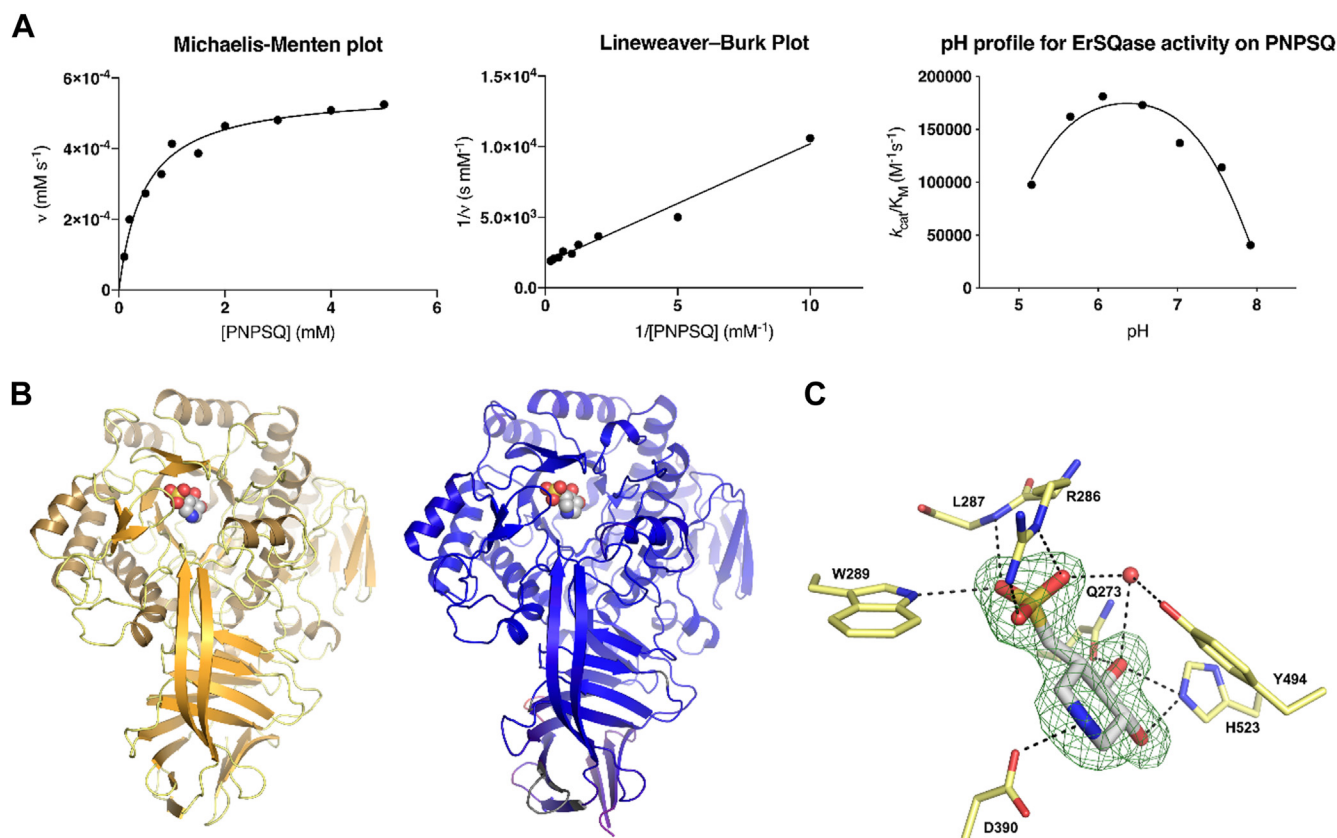 A
Michaelis-Menten plot
6×10⁻⁴
4×10⁻⁴
2×10⁻⁴
0
0 2 4 6
ν (mM s⁻¹)
[PNPSQ] (mM)
Lineweaver–Burk Plot
1.5×10⁴
1.0×10⁴
5.0×10³
0.0
0 5 10
1/ν (s mM⁻¹)
1/[PNPSQ] (mM⁻¹)
pH profile for ErSQase activity on PNPSQ
200000
150000
100000
50000
0
5 6 7 8
kcat/KM (M⁻¹s⁻¹)
pH
B
C
L287
R286
W289
Q273
Y494
H523
D390